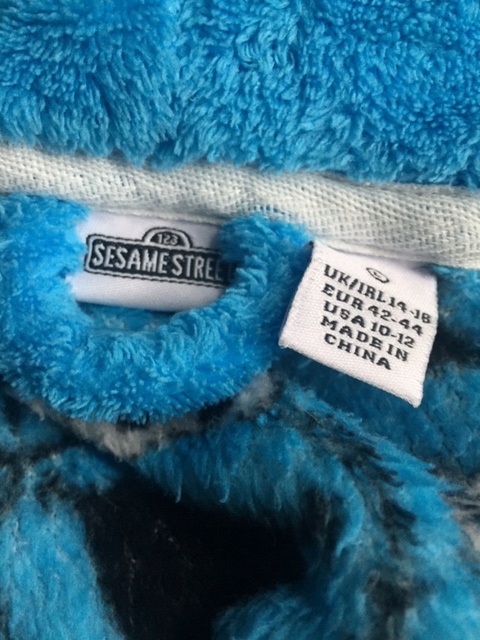 123
SESAME STREET
UK/IRL 14-16
EUR 42-44
USA 10-12
MADE IN
CHINA